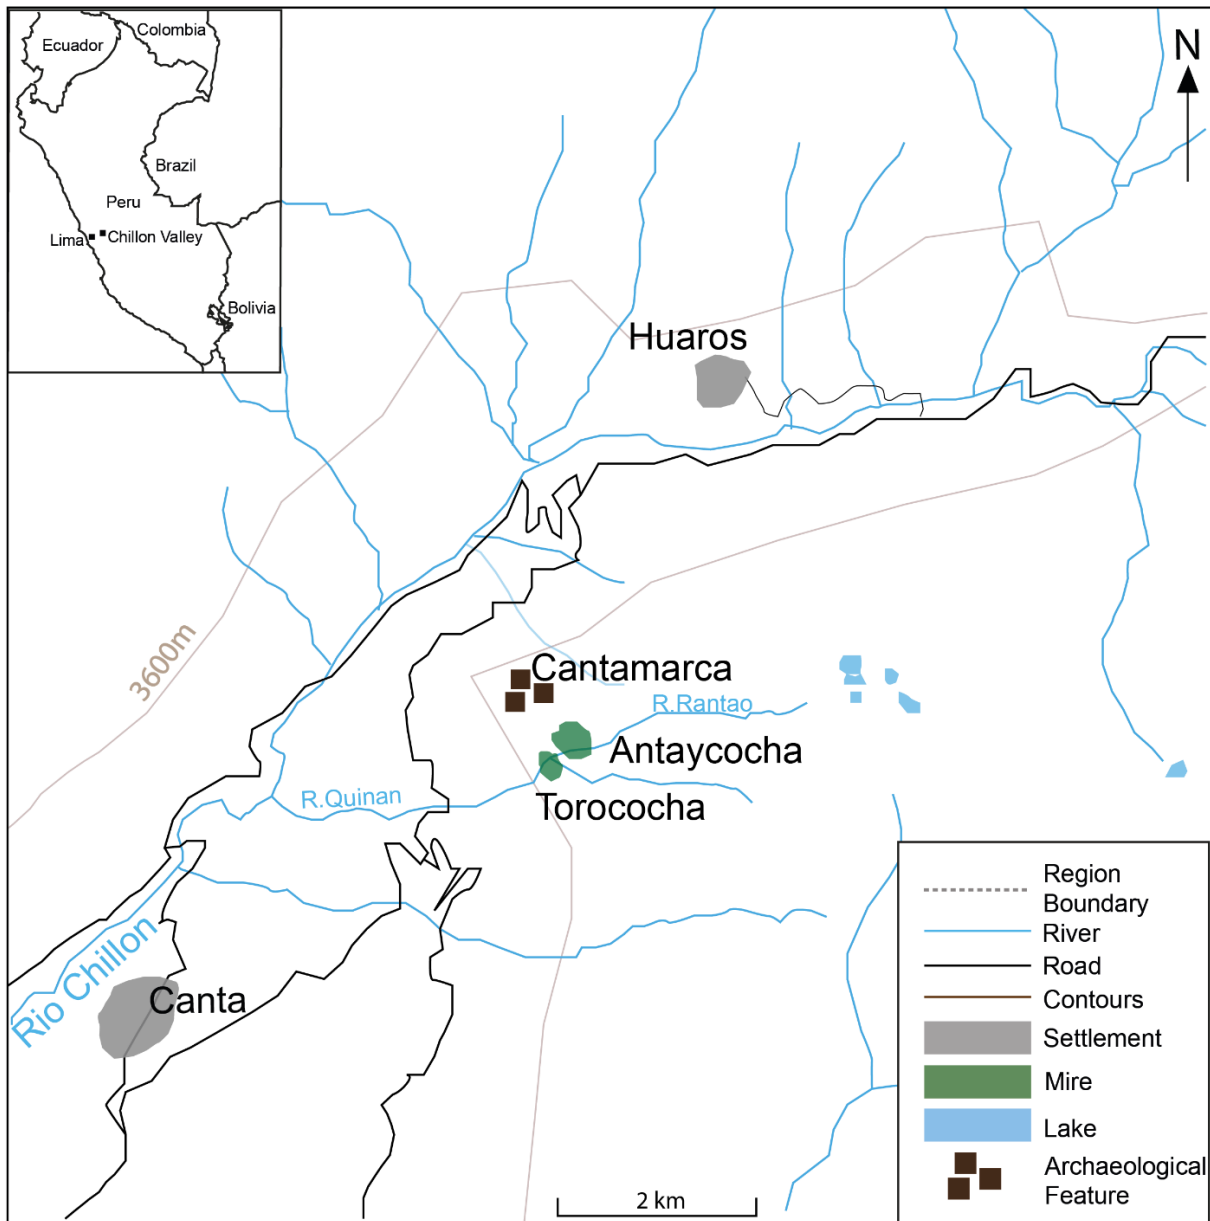 Colombia
Ecuador
Brazil
Peru
Lima
Chillon Valley
Bolivia
N
Huaros
3600m
Cantamarca
R.Rantao
Antaycocha
R.Quinan
Torococha
Rio Chillon
Canta
Region
Boundary
River
Road
Contours
Settlement
Mire
Lake
Archaeological
Feature
2 km